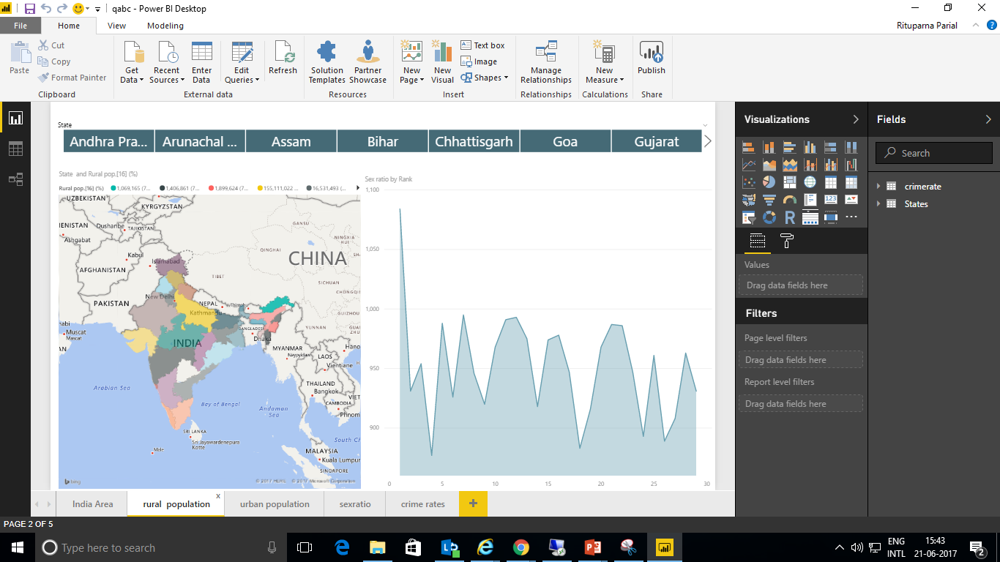 qabc - Power BI Desktop
File Home View Modeling Rituparna Parial
Paste Cut Copy Format Painter
Get Data Recent Sources Enter Data Edit Queries Refresh
Solution Templates Partner Showcase
New Page New Visual Text box Image Shapes
Manage Relationships New Measure Publish
Clipboard External data Resources Insert Relationships Calculations Share
State
Andhra Pra... Arunachal ... Assam Bihar Chhattisgarh Goa Gujarat
State and Rural pop.[16] (%)
Rural pop.[16] (%) 1,069,165 (7... 1,406,861 (7... 1,899,624 (7... 155,111,022 ... 16,531,493 (...
UZBEKISTAN
KYRGYZSTAN
Dushanbe
TAJIKISTAN
Ashgabat
GANSU
NINGXIA HUI
QINGHAI
CHINA
Kabul
Islamabad
AFGHANISTAN
TIBET
SICHUAN
PAKISTAN
New Delhi
NEPAL
Kathmandu
Thimphu
GUIZHOU
YUNNAN
BANGLADESH
Dhaka
Muscat
Mascat
INDIA
MYANMAR
Naypyidaw
LAOS
Vientiane
Arabian Sea
Bay of Bengal
THAILAND
Bangkok
Andaman Sea
CAMBODIA
Phnom
SRI LANKA
Sri Jayawardenepura Kotte
Male
MALAYSIA
Kuala Lumpur
SINGAPORE
bing
© 2017 HERE © 2017 Microsoft Corporation
Sex ratio by Rank
1,100
1,050
1,000
950
900
0 5 10 15 20 25 30
Visualizations
Values
Drag data fields here
Filters
Page level filters
Drag data fields here
Report level filters
Drag data fields here
Fields
Search
crimerate
States
India Area rural population x urban population sexratio crime rates +
PAGE 2 OF 5
Type here to search
ENG INTL
15:43
21-06-2017
2